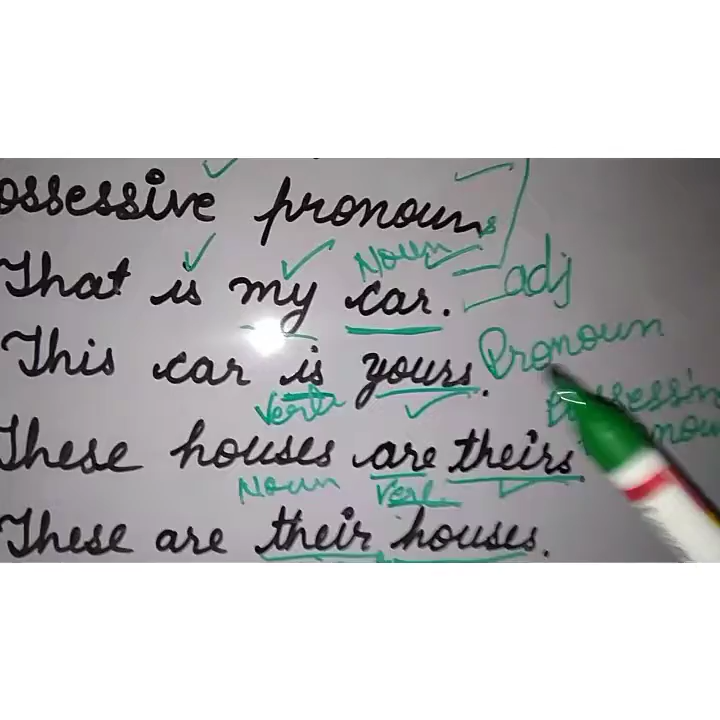 ossessive pronouns
Noun
That is my car. adj
This car is yours. Pronoun
Verb
These houses are theirs
Noun Verb
These are their houses.